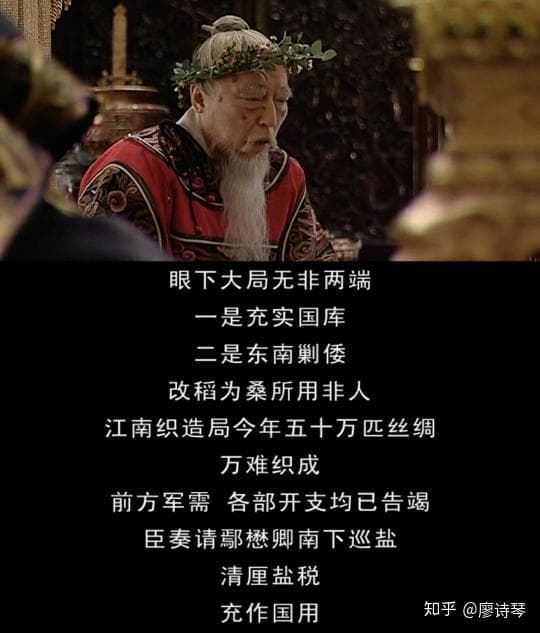 眼下大局无非两端
一是充实国库
二是东南剿倭
改稻为桑所用非人
江南织造局今年五十万匹丝绸
万难织成
前方军需 各部开支均已告竭
臣奏请鄢懋卿南下巡盐
清厘盐税
充作国用
知乎 @廖诗琴